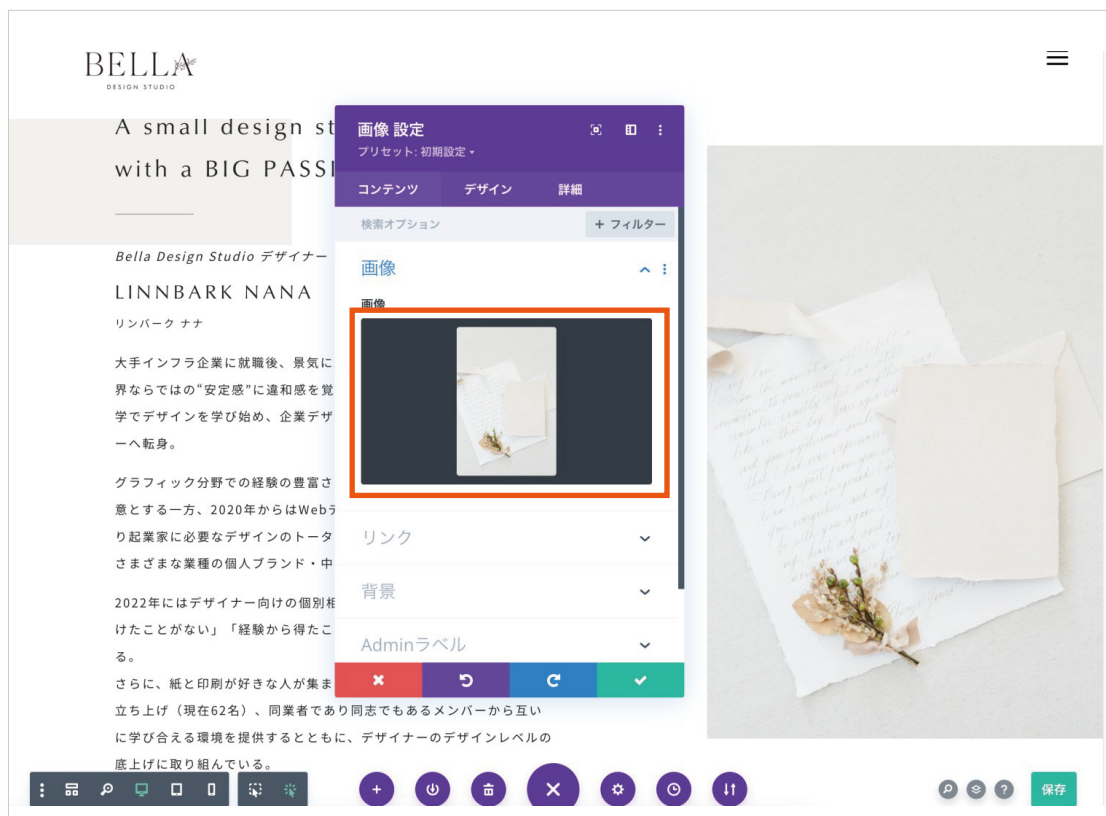 BELLA
DESIGN STUDIO
A small design st
with a BIG PASSI
Bella Design Studio デザイナー
LINNBARK NANA
リンバーク ナナ
大手インフラ企業に就職後、景気に
界ならではの“安定感”に違和感を覚
学でデザインを学び始め、企業デザ
ーへ転身。
グラフィック分野での経験の豊富さ
意とする一方、2020年からはWebデ
り起業家に必要なデザインのトータ
さまざまな業種の個人ブランド・中
2022年にはデザイナー向けの個別相
けたことがない」「経験から得たこ
る。
さらに、紙と印刷が好きな人が集ま
立ち上げ（現在62名）、同業者であり同志でもあるメンバーから互い
に学び合える環境を提供するとともに、デザイナーのデザインレベルの
底上げに取り組んでいる。
画像 設定
プリセット: 初期設定
コンテンツ デザイン 詳細
検索オプション + フィルター
画像
画像
リンク
背景
Adminラベル
保存